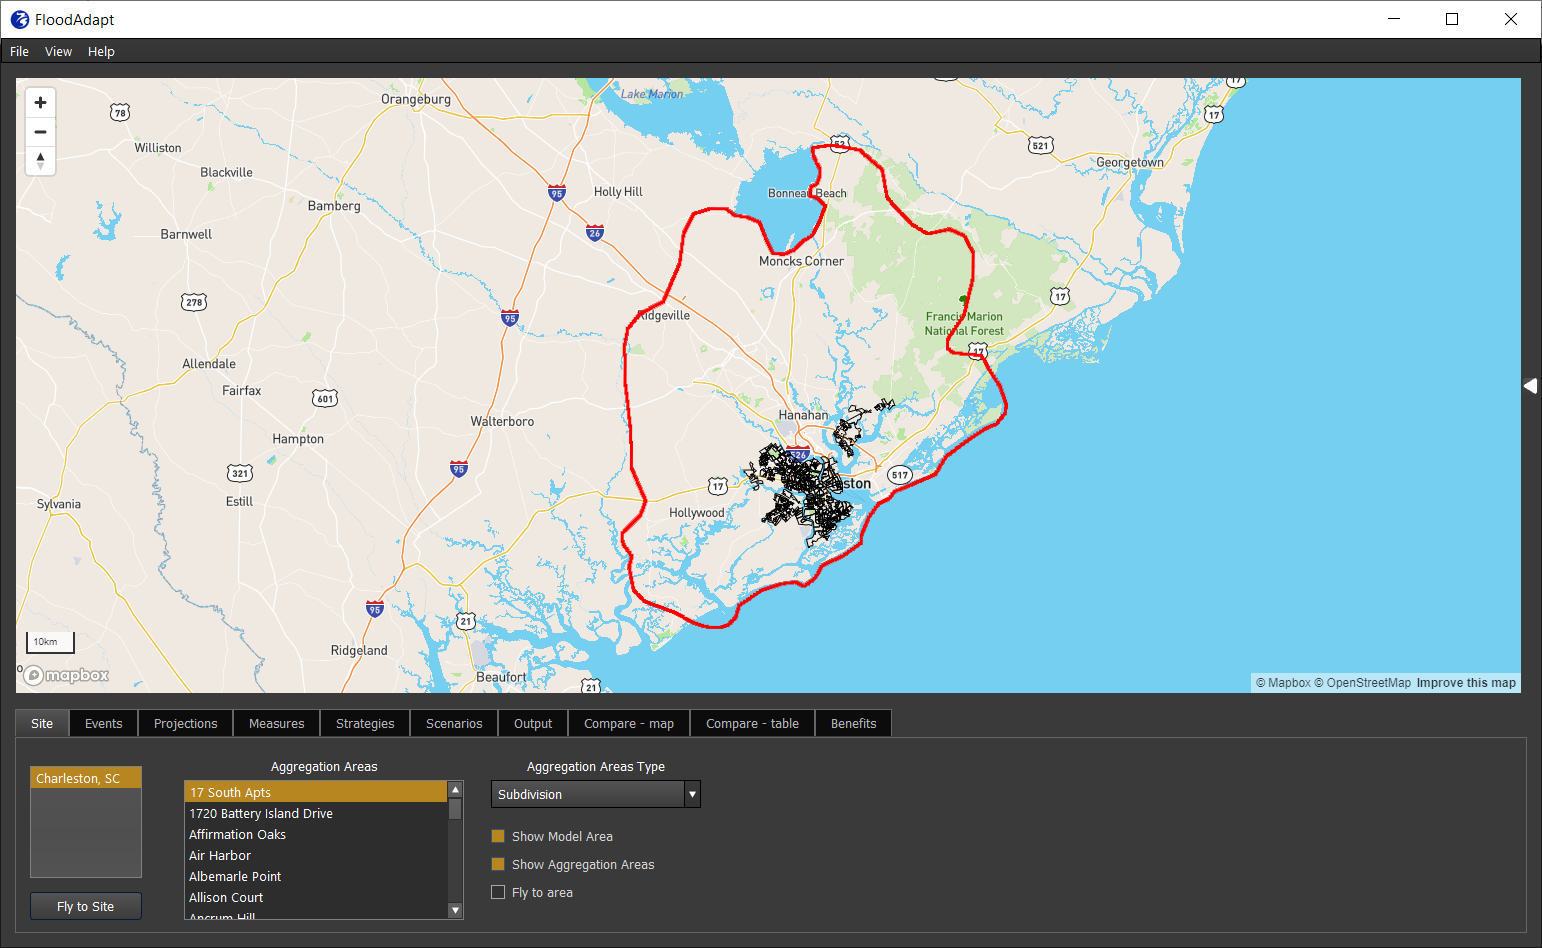 FloodAdapt
File View Help
Lake Marion
Orangeburg
78
17
17
Williston
52
521
Georgetown
Blackville
95
Holly Hill
Bonneau Beach
Bamberg
Barnwell
26
Moncks Corner
278
17
95
Ridgeville
Francis Marion
National Forest
17
Allendale
Fairfax
601
Hanahan
Walterboro
Hampton
526
95
321
517
17
ston
Estill
Sylvania
Hollywood
95
21
10km
Ridgeland
o
mapbox
Beaufort
21
© Mapbox © OpenStreetMap Improve this map
Site Events Projections Measures Strategies Scenarios Output Compare - map Compare - table Benefits
Aggregation Areas
Aggregation Areas Type
Charleston, SC
17 South Apts
Subdivision
1720 Battery Island Drive
Affirmation Oaks
Show Model Area
Air Harbor
Show Aggregation Areas
Albemarle Point
Fly to area
Allison Court
Fly to Site
Ancrum Hill